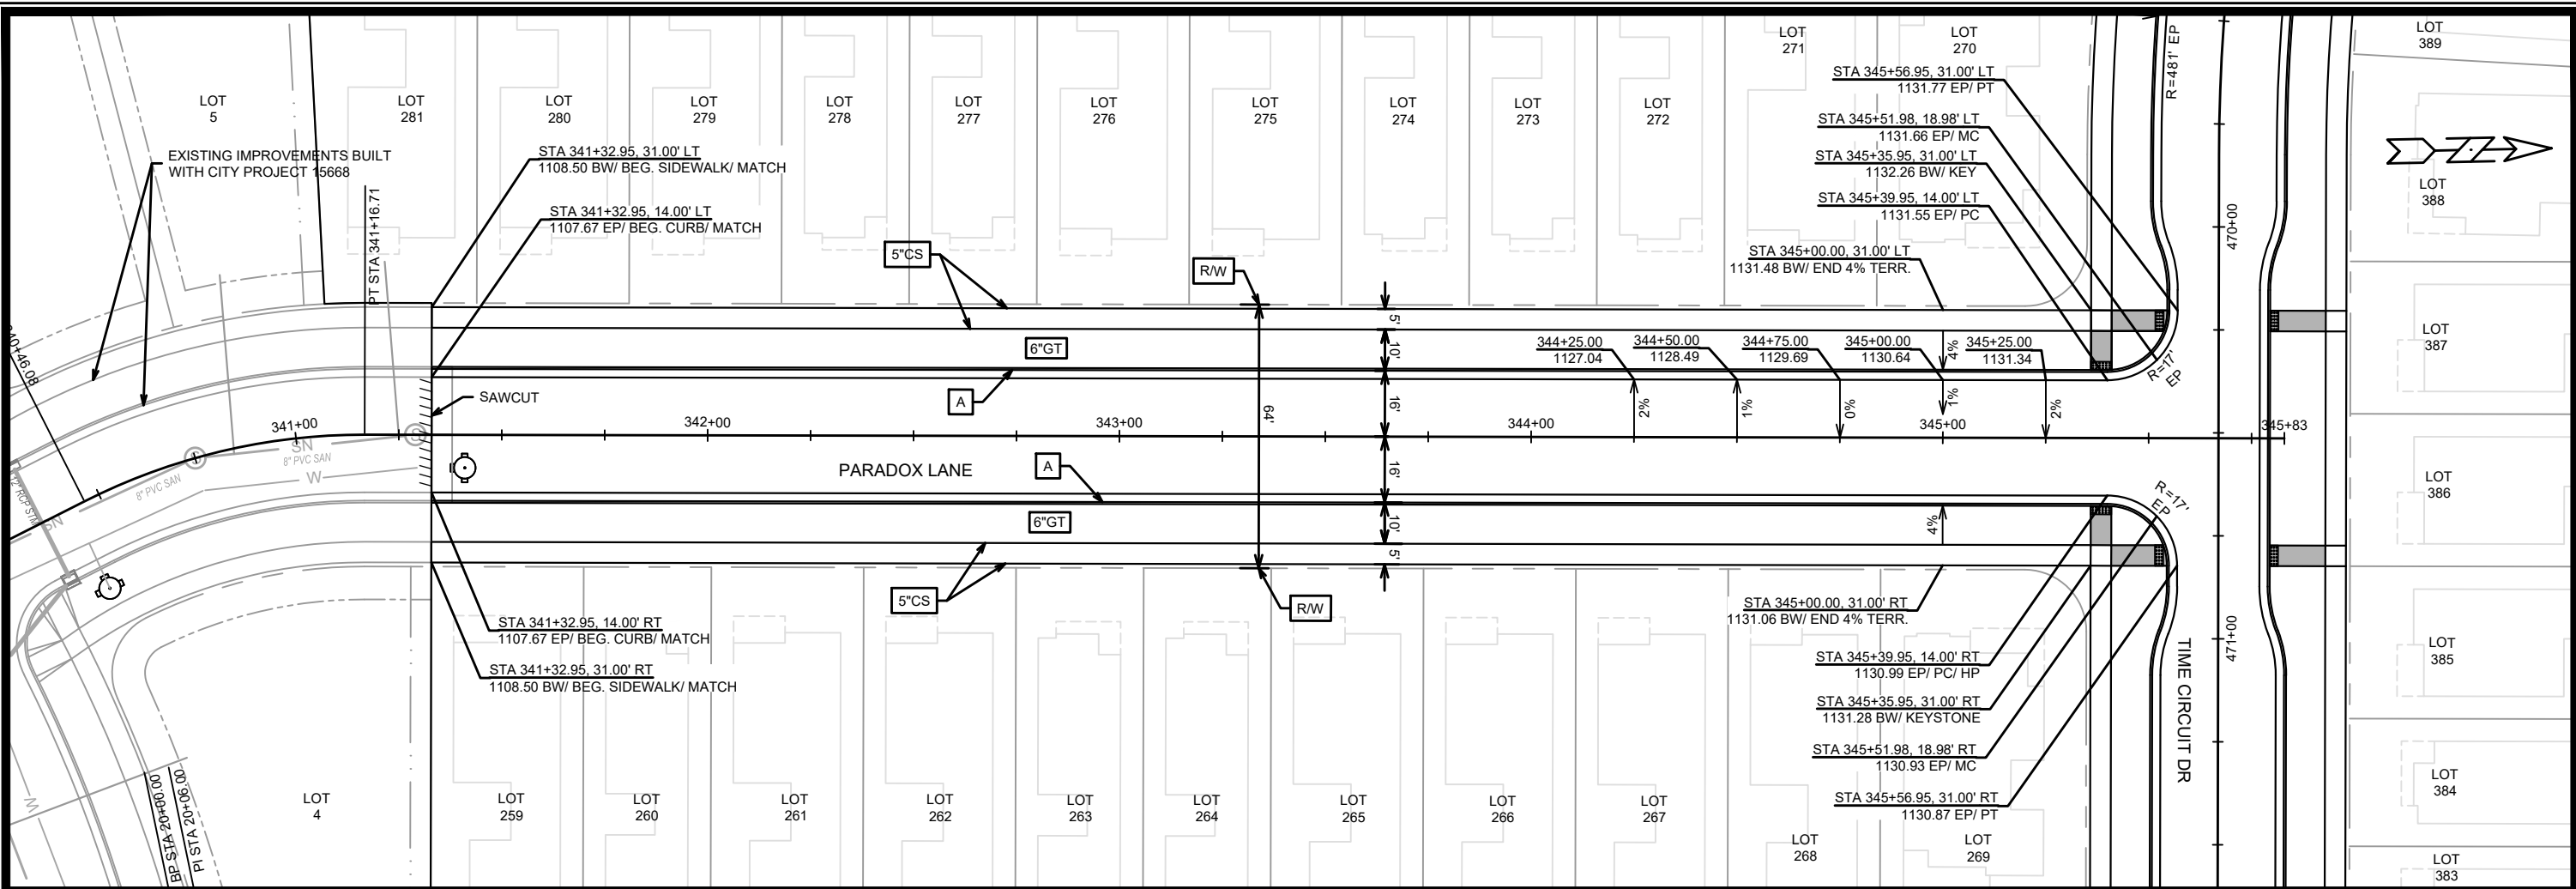 LOT
5
LOT
281
LOT
280
LOT
279
LOT
278
LOT
277
LOT
276
LOT
275
LOT
274
LOT
273
LOT
272
LOT
271
LOT
270
LOT
389
LOT
388
LOT
387
LOT
386
LOT
385
LOT
384
LOT
383
EXISTING IMPROVEMENTS BUILT
WITH CITY PROJECT 15668
PT STA 341+16.71
STA 341+32.95, 31.00' LT
1108.50 BW/ BEG. SIDEWALK/ MATCH
STA 341+32.95, 14.00' LT
1107.67 EP/ BEG. CURB/ MATCH
5"CS
R/W
6"GT
A
SAWCUT
STA 345+56.95, 31.00' LT
1131.77 EP/ PT
STA 345+51.98, 18.98' LT
1131.66 EP/ MC
STA 345+35.95, 31.00' LT
1132.26 BW/ KEY
STA 345+39.95, 14.00' LT
1131.55 EP/ PC
STA 345+00.00, 31.00' LT
1131.48 BW/ END 4% TERR.
R=481' EP
470+00
344+25.00
1127.04
344+50.00
1128.49
344+75.00
1129.69
345+00.00
1130.64
345+25.00
1131.34
4%
2%
1%
0%
1%
2%
R=17'
EP
5'
10'
16'
64'
16'
10'
5'
341+00
342+00
343+00
344+00
345+00
345+83
SN
8" PVC SAN
8" PVC SAN
SN
W
12" RCP STM
PARADOX LANE
A
6"GT
4%
R=17'
EP
5"CS
R/W
STA 341+32.95, 14.00' RT
1107.67 EP/ BEG. CURB/ MATCH
STA 341+32.95, 31.00' RT
1108.50 BW/ BEG. SIDEWALK/ MATCH
STA 345+00.00, 31.00' RT
1131.06 BW/ END 4% TERR.
STA 345+39.95, 14.00' RT
1130.99 EP/ PC/ HP
STA 345+35.95, 31.00' RT
1131.28 BW/ KEYSTONE
STA 345+51.98, 18.98' RT
1130.93 EP/ MC
STA 345+56.95, 31.00' RT
1130.87 EP/ PT
TIME CIRCUIT DR
471+00
W
BP STA 20+00.00
PI STA 20+06.00
LOT
4
LOT
259
LOT
260
LOT
261
LOT
262
LOT
263
LOT
264
LOT
265
LOT
266
LOT
267
LOT
268
LOT
269